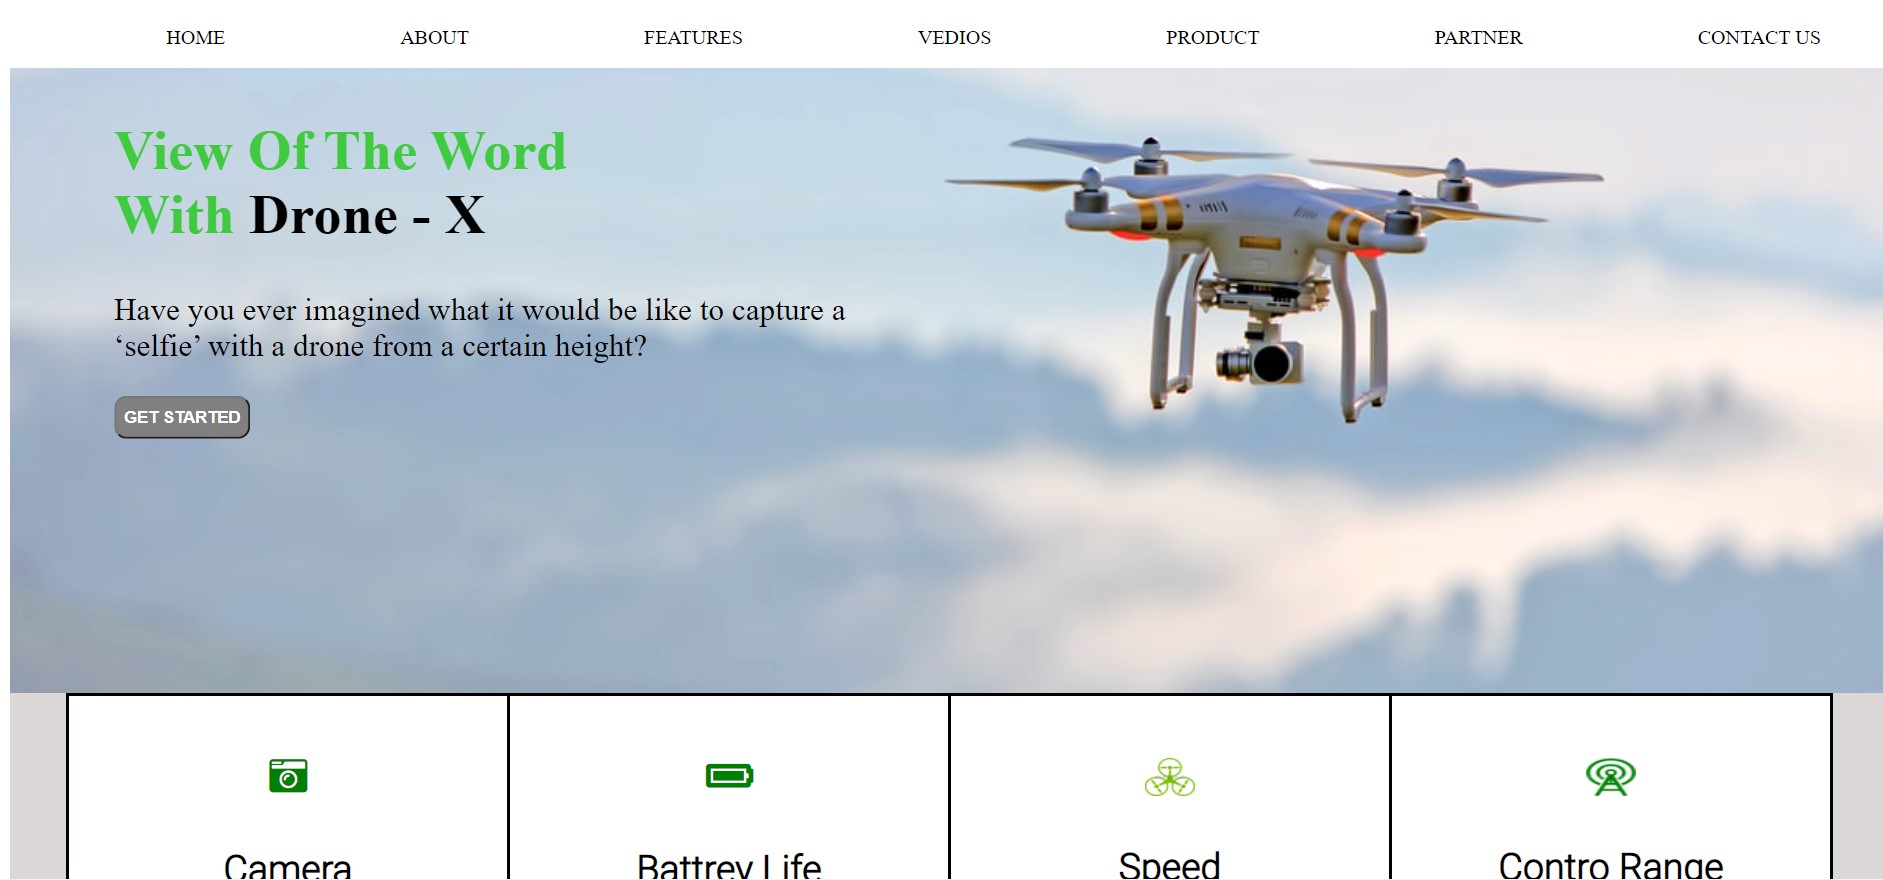 HOME ABOUT FEATURES VEDIOS PRODUCT PARTNER CONTACT US
View Of The Word
With Drone - X
Have you ever imagined what it would be like to capture a
‘selfie’ with a drone from a certain height?
GET STARTED
Camera Battrey Life Speed Contro Range